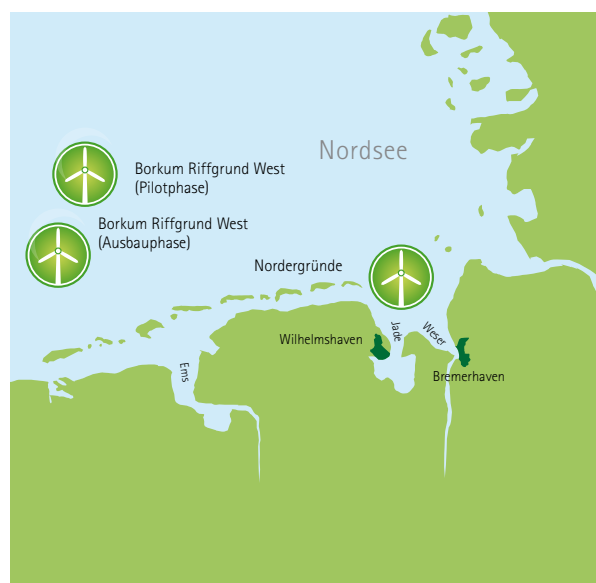 Nordsee
Borkum Riffgrund West
(Pilotphase)
Borkum Riffgrund West
(Ausbauphase)
Nordergründe
Wilhelmshaven
Jade
Weser
Ems
Bremerhaven